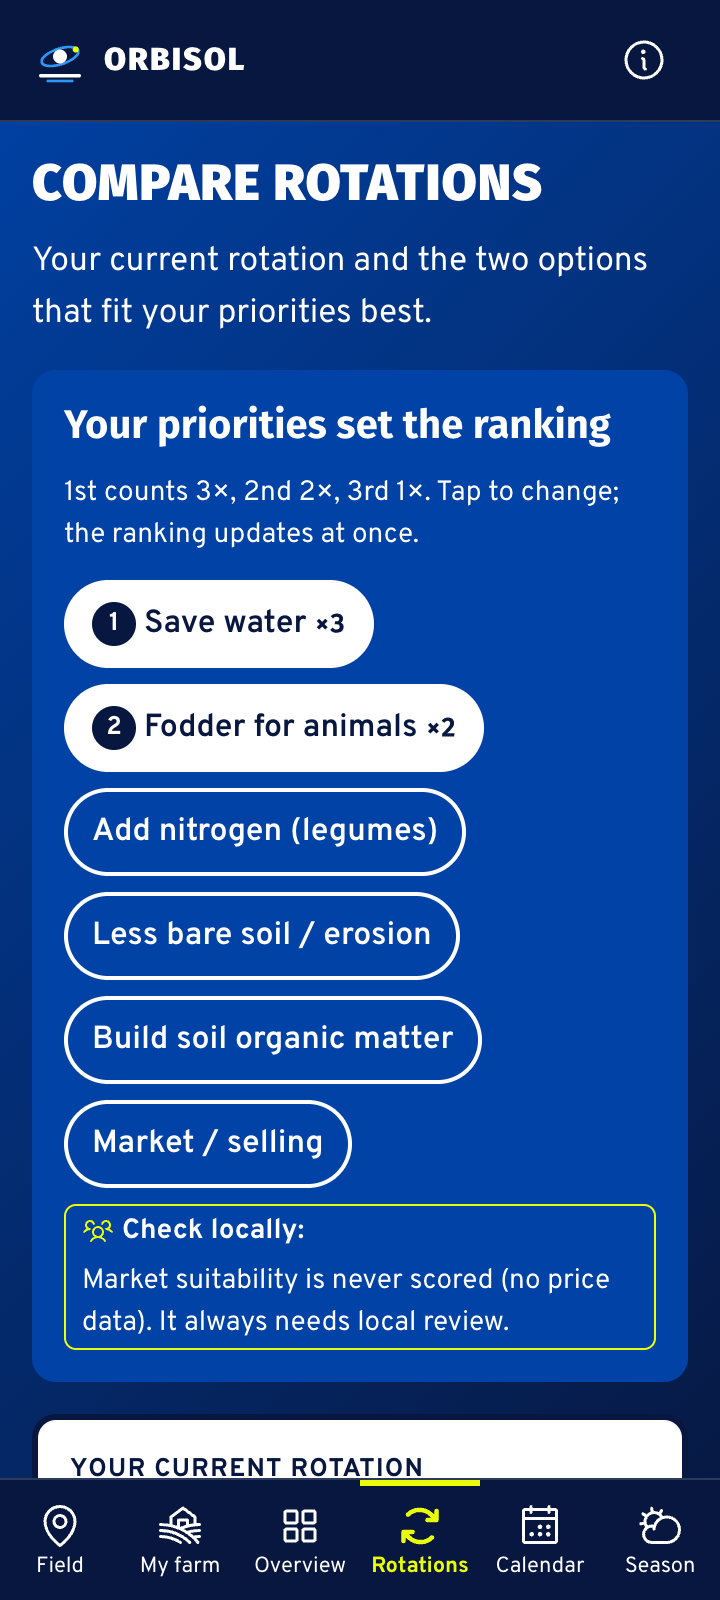 ORBISOL
COMPARE ROTATIONS
Your current rotation and the two options
that fit your priorities best.
Your priorities set the ranking
1st counts 3×, 2nd 2×, 3rd 1×. Tap to change;
the ranking updates at once.
1 Save water ×3
2 Fodder for animals ×2
Add nitrogen (legumes)
Less bare soil / erosion
Build soil organic matter
Market / selling
Check locally:
Market suitability is never scored (no price
data). It always needs local review.
YOUR CURRENT ROTATION
Field
My farm
Overview
Rotations
Calendar
Season